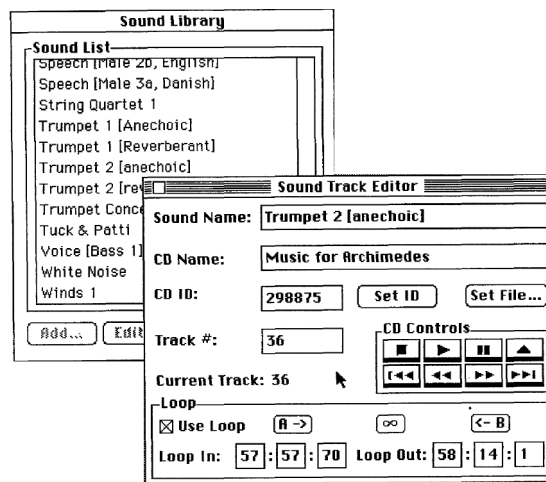 Sound Library
Sound List
Speech [Male 2b, English]
Speech [Male 3a, Danish]
String Quartet 1
Trumpet 1 [Anechoic]
Trumpet 1 [Reverberant]
Trumpet 2 [anechoic]
Trumpet 2 [rev
Trumpet Conce
Tuck & Patti
Voice [Bass 1]
White Noise
Winds 1
Add... Edit
Sound Track Editor
Sound Name: Trumpet 2 [anechoic]
CD Name: Music for Archimedes
CD ID: 298875 Set ID Set File...
Track #: 36 CD Controls
Current Track: 36
Loop
Use Loop A -> ∞ <- B
Loop In: 57 : 57 : 70 Loop Out: 58 : 14 : 1